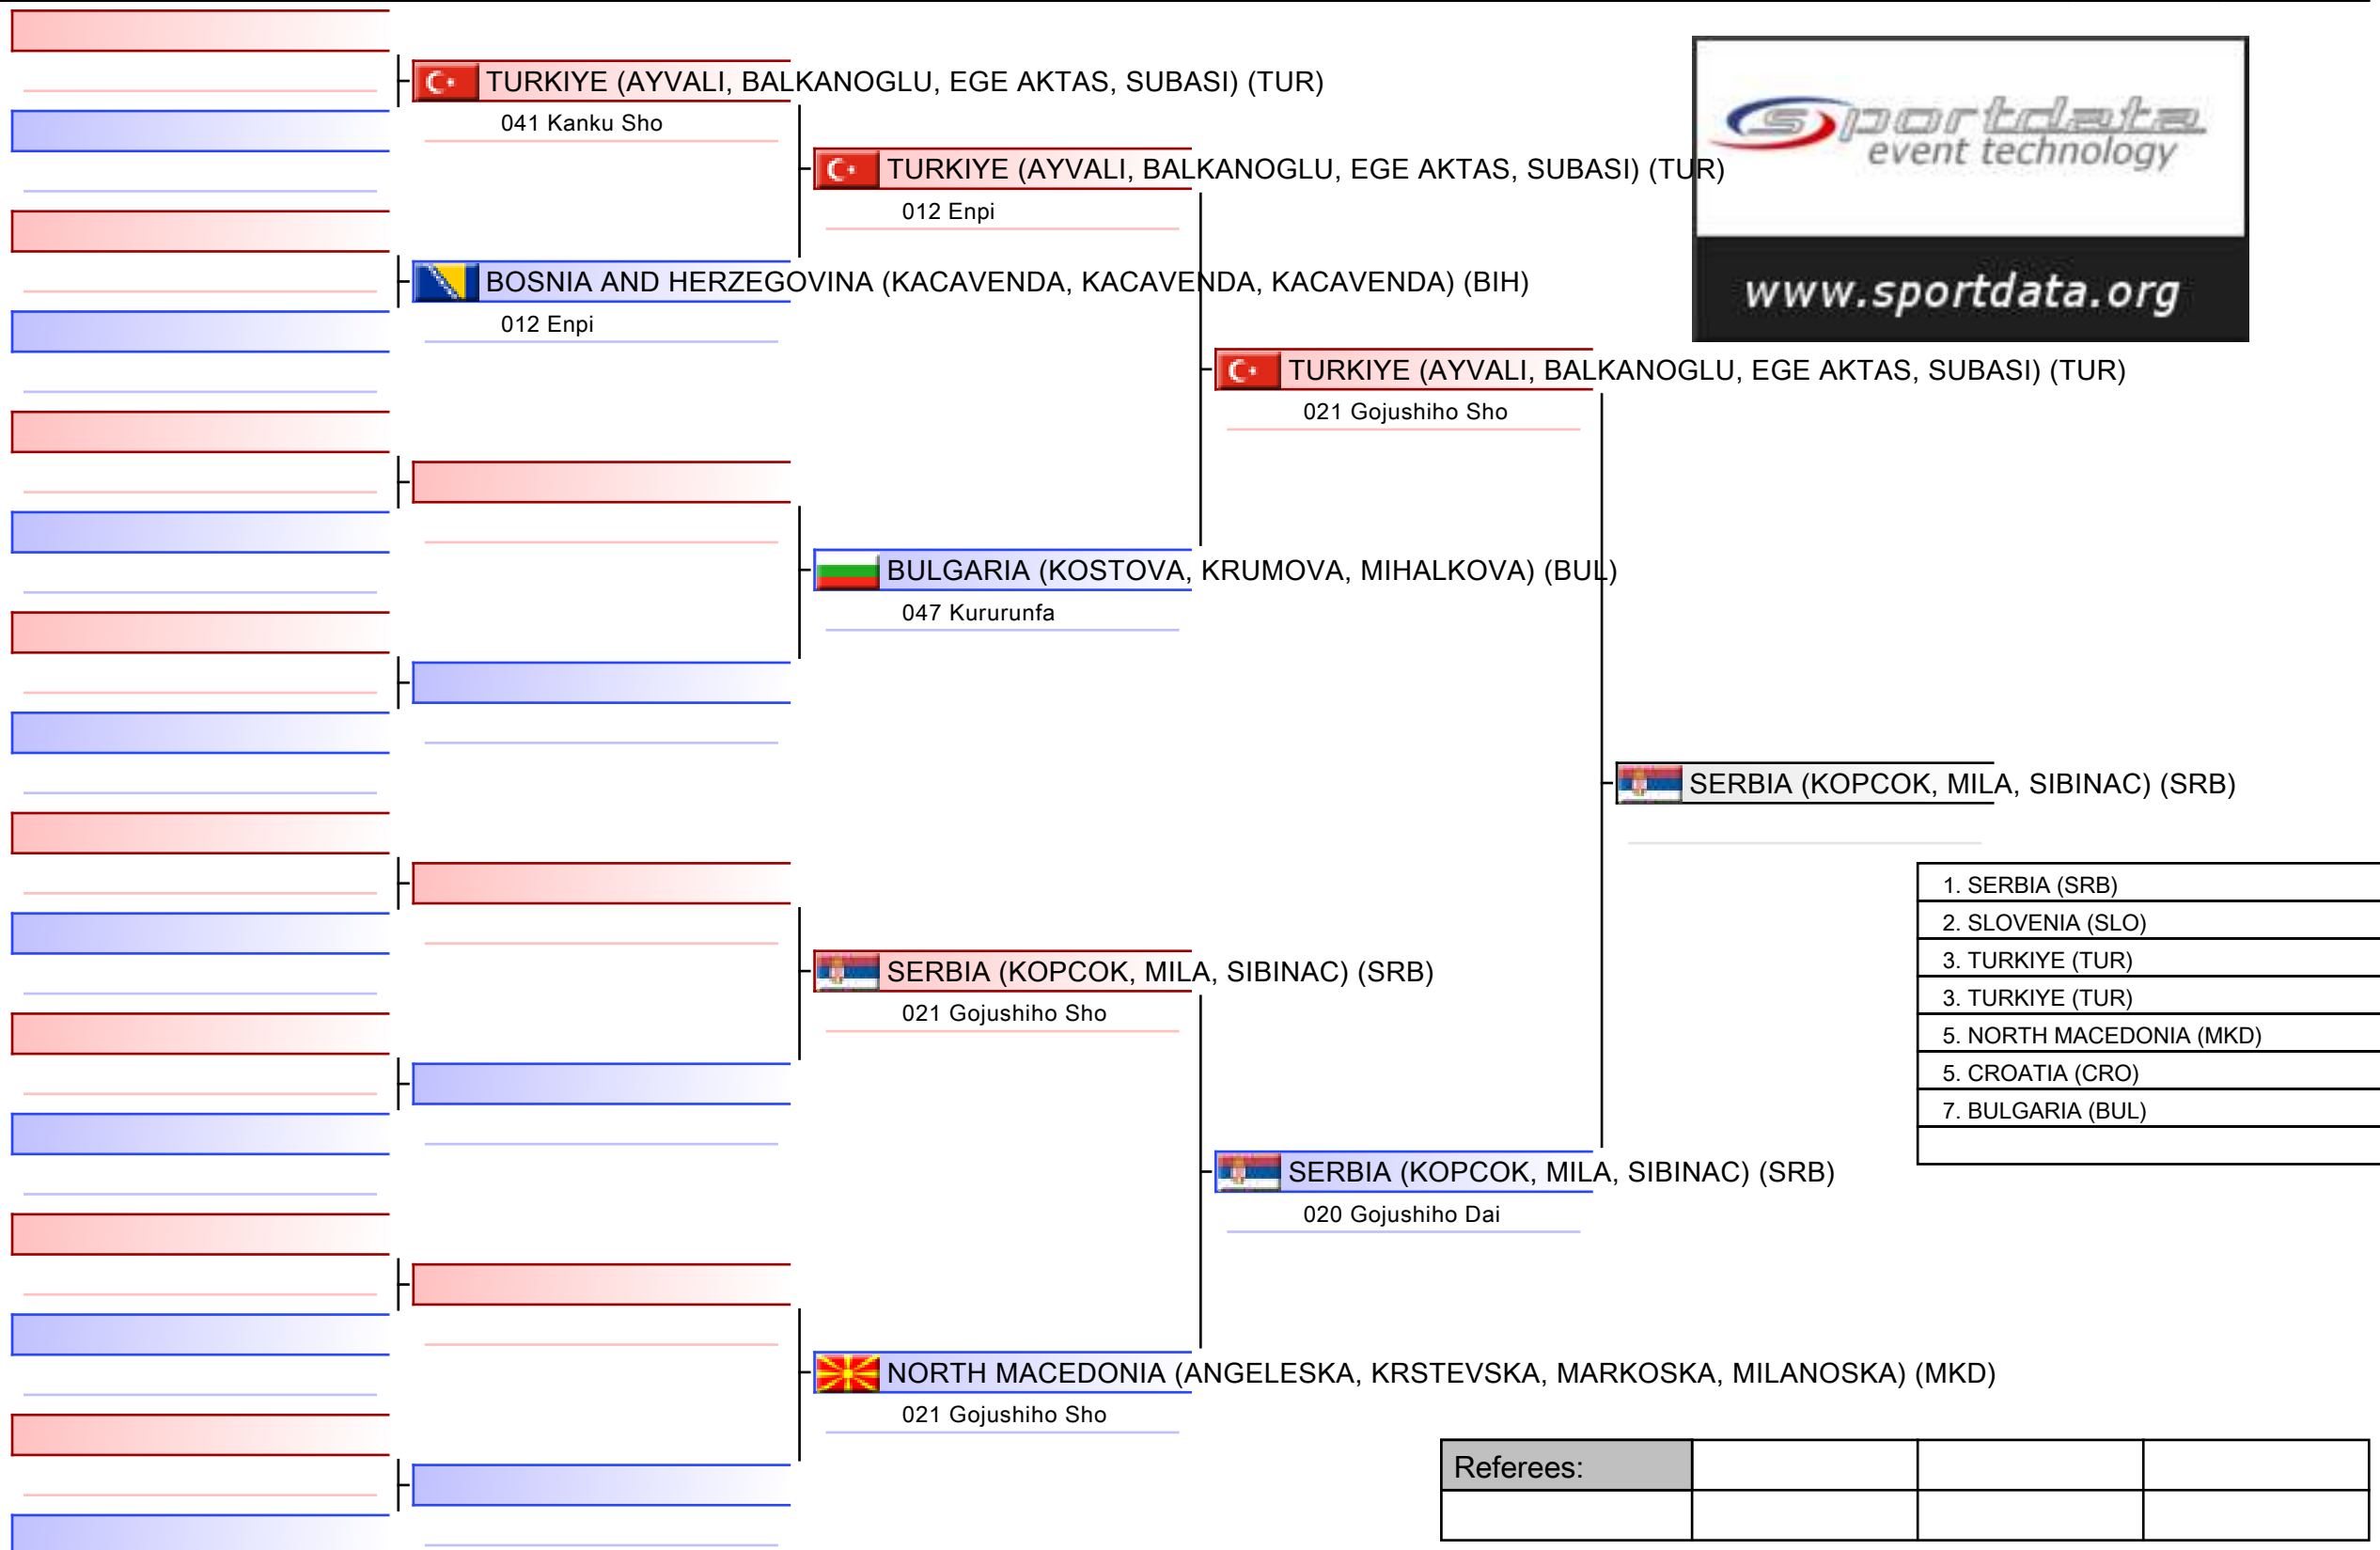 TURKIYE (AYVALI, BALKANOGLU, EGE AKTAS, SUBASI) (TUR)
041 Kanku Sho
sportdata
event technology
www.sportdata.org
TURKIYE (AYVALI, BALKANOGLU, EGE AKTAS, SUBASI) (TUR)
012 Enpi
BOSNIA AND HERZEGOVINA (KACAVENDA, KACAVENDA, KACAVENDA) (BIH)
012 Enpi
TURKIYE (AYVALI, BALKANOGLU, EGE AKTAS, SUBASI) (TUR)
021 Gojushiho Sho
BULGARIA (KOSTOVA, KRUMOVA, MIHALKOVA) (BUL)
047 Kururunfa
SERBIA (KOPCOK, MILA, SIBINAC) (SRB)
1. SERBIA (SRB)
2. SLOVENIA (SLO)
3. TURKIYE (TUR)
3. TURKIYE (TUR)
5. NORTH MACEDONIA (MKD)
5. CROATIA (CRO)
7. BULGARIA (BUL)
SERBIA (KOPCOK, MILA, SIBINAC) (SRB)
021 Gojushiho Sho
SERBIA (KOPCOK, MILA, SIBINAC) (SRB)
020 Gojushiho Dai
NORTH MACEDONIA (ANGELESKA, KRSTEVSKA, MARKOSKA, MILANOSKA) (MKD)
021 Gojushiho Sho
Referees: